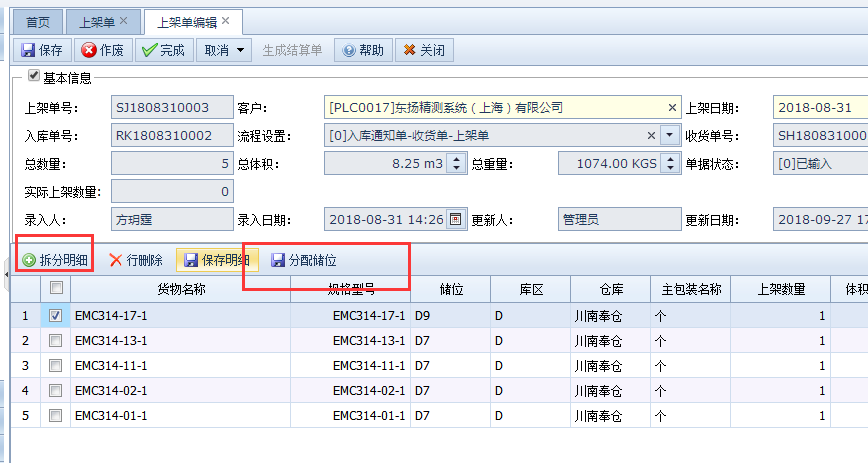 首页 上架单 上架单编辑
保存 作废 完成 取消 生成结算单 帮助 关闭
基本信息
上架单号: SJ1808310003 客户: [PLC0017]东扬精测系统（上海）有限公司 上架日期: 2018-08-31
入库单号: RK1808310002 流程设置: [0]入库通知单-收货单-上架单 收货单号: SH180831000
总数量: 5 总体积: 8.25 m3 总重量: 1074.00 KGS 单据状态: [0]已输入
实际上架数量: 0
录入人: 方玥霆 录入日期: 2018-08-31 14:26 更新人: 管理员 更新日期: 2018-09-27 17
拆分明细 行删除 保存明细 分配储位
货物名称 规格型号 储位 库区 仓库 主包装名称 上架数量 体积
1 EMC314-17-1 EMC314-17-1 D9 D 川南奉仓 个 1
2 EMC314-13-1 EMC314-13-1 D7 D 川南奉仓 个 1
3 EMC314-11-1 EMC314-11-1 D7 D 川南奉仓 个 1
4 EMC314-02-1 EMC314-02-1 D7 D 川南奉仓 个 1
5 EMC314-01-1 EMC314-01-1 D7 D 川南奉仓 个 1